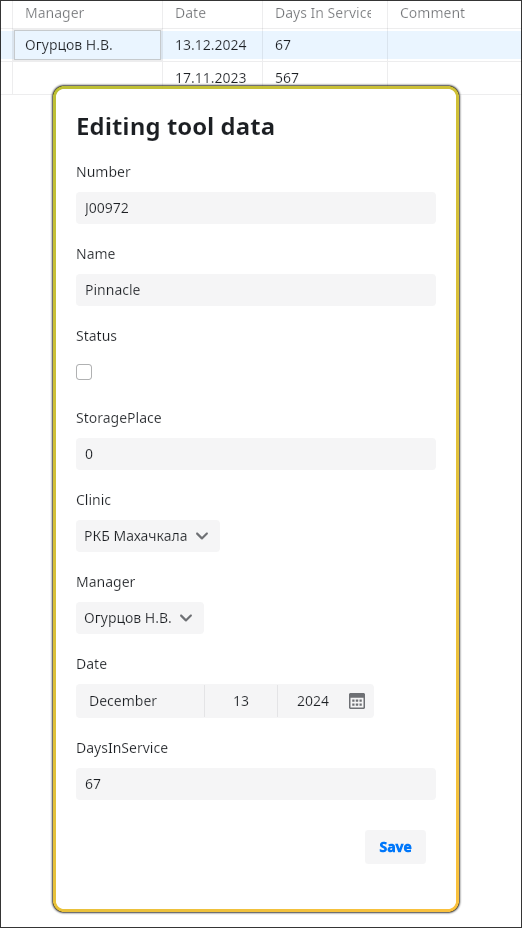 Manager Date Days In Service Comment
Огурцов Н.В. 13.12.2024 67
17.11.2023 567
Editing tool data
Number
J00972
Name
Pinnacle
Status
StoragePlace
0
Clinic
РКБ Махачкала
Manager
Огурцов Н.В.
Date
December 13 2024
DaysInService
67
Save